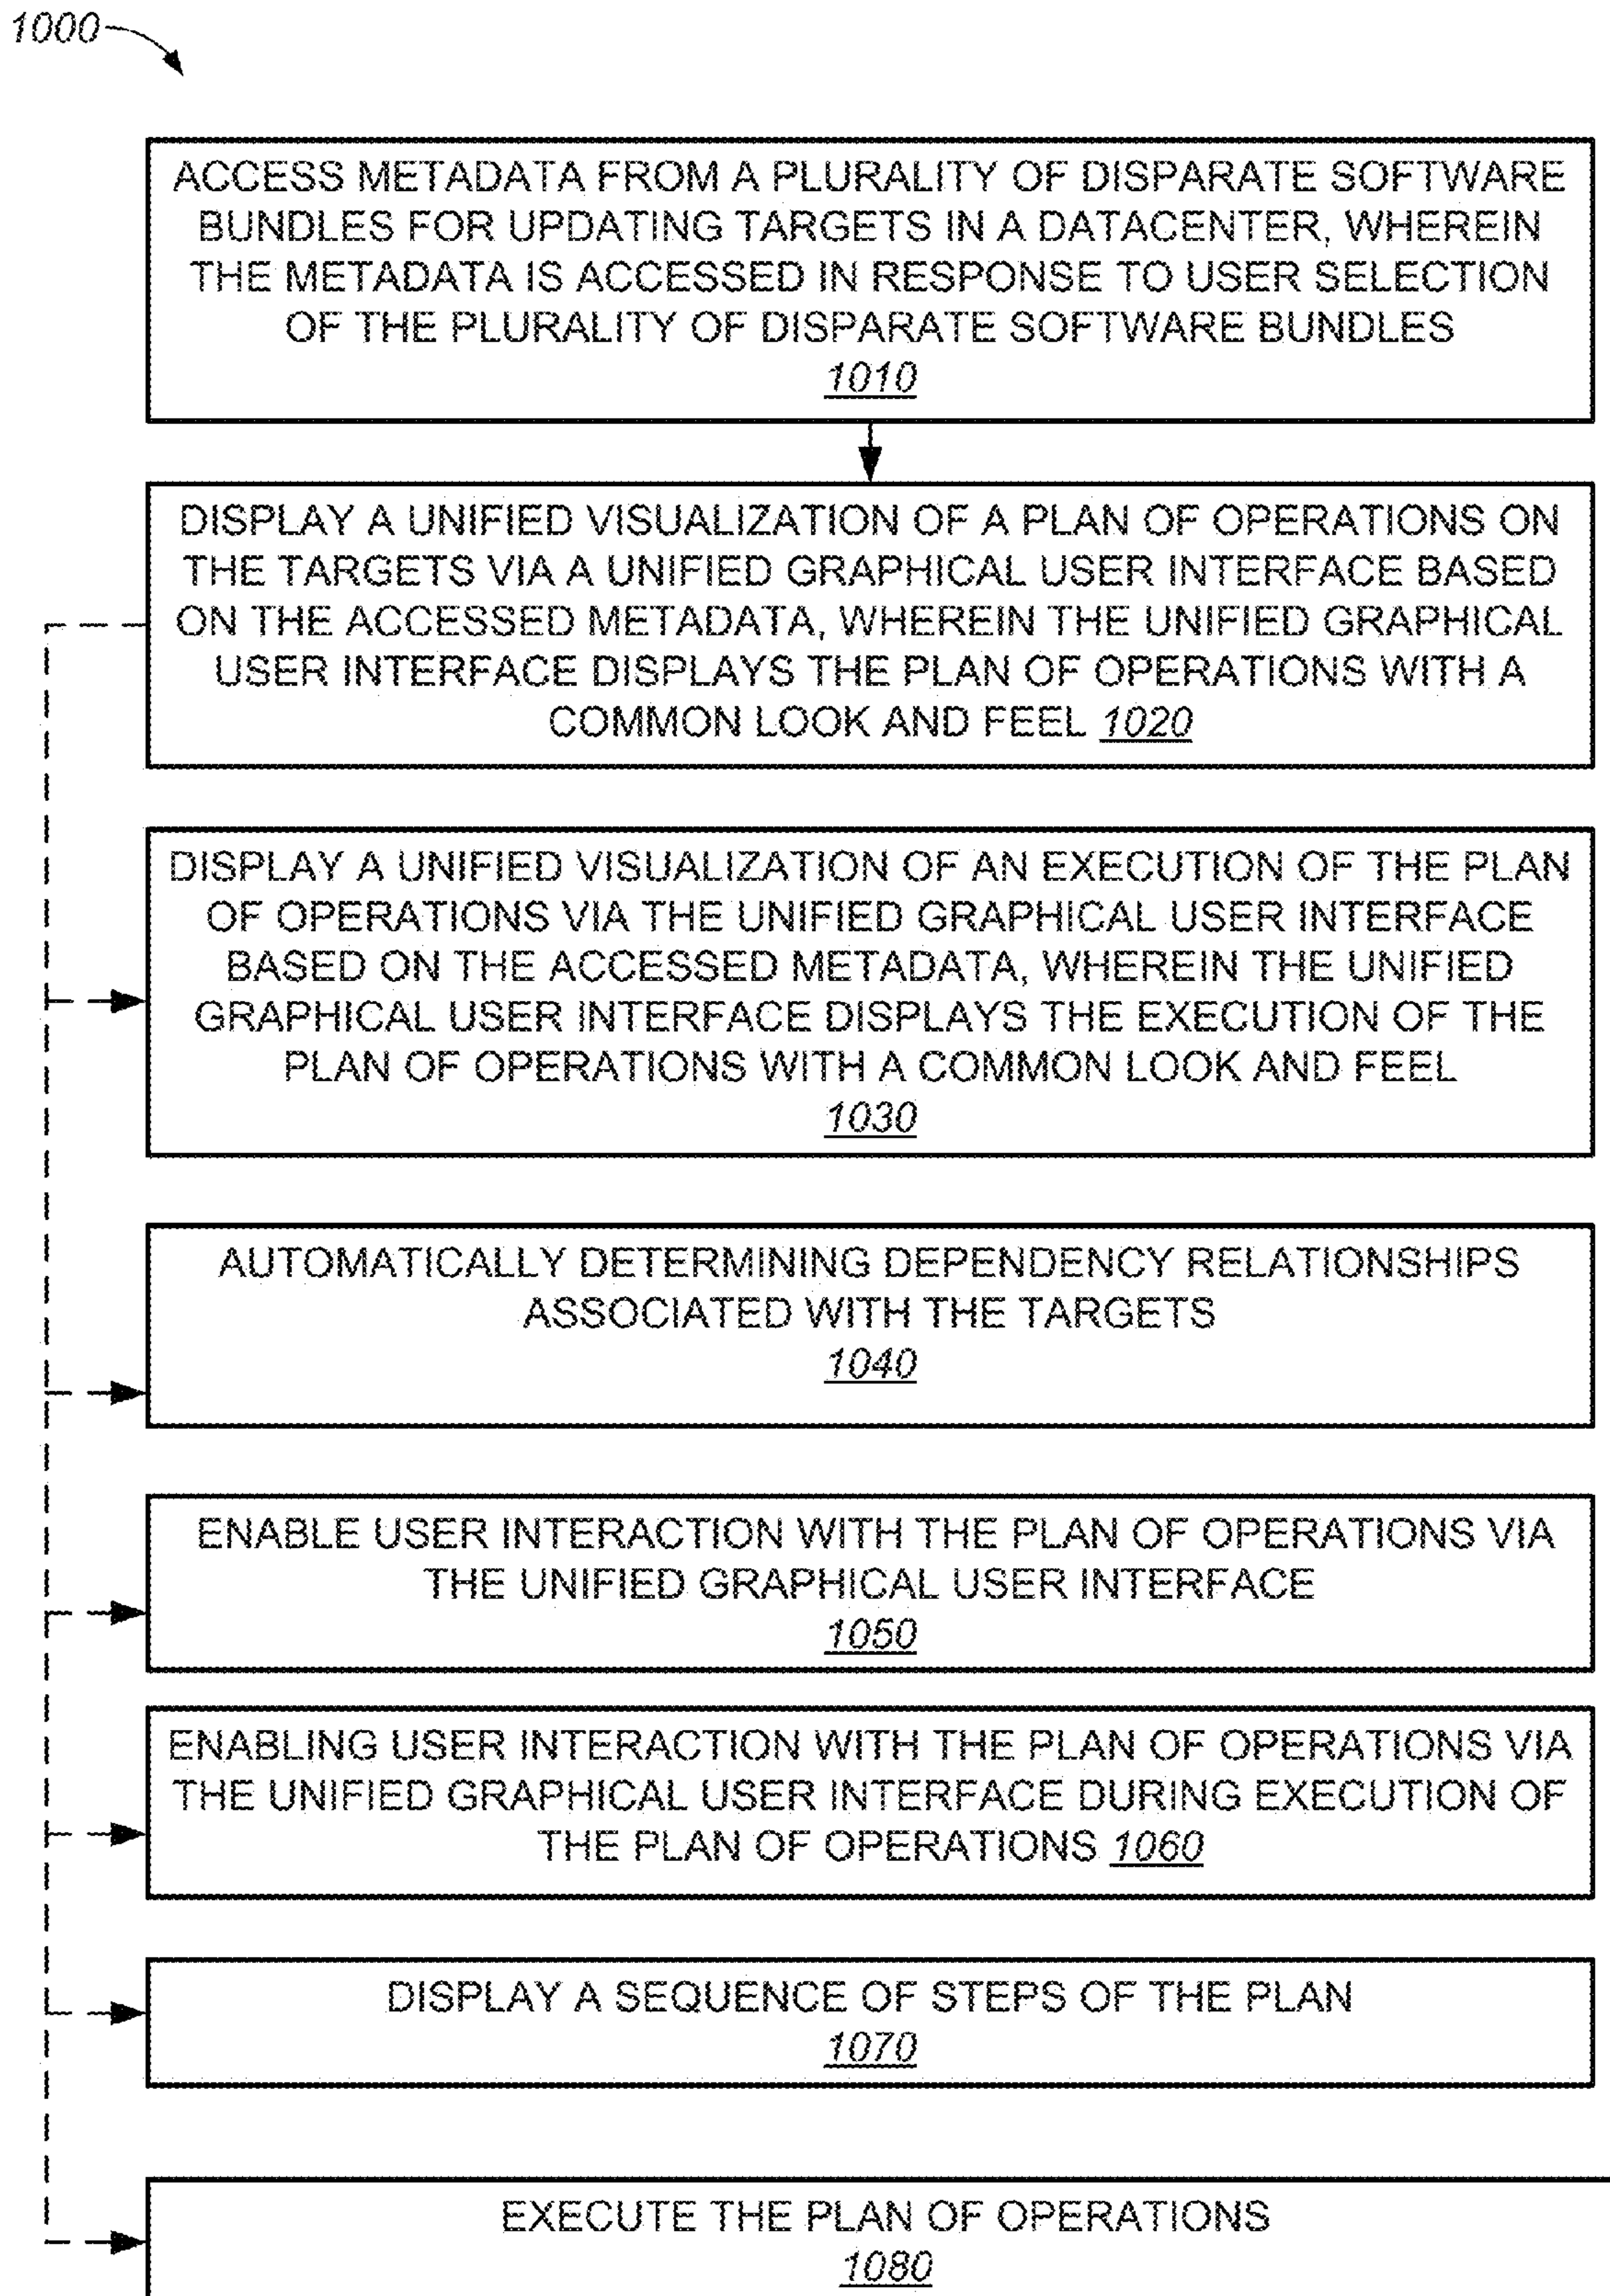 1000
ACCESS METADATA FROM A PLURALITY OF DISPARATE SOFTWARE
BUNDLES FOR UPDATING TARGETS IN A DATACENTER, WHEREIN
THE METADATA IS ACCESSED IN RESPONSE TO USER SELECTION
OF THE PLURALITY OF DISPARATE SOFTWARE BUNDLES
1010
DISPLAY A UNIFIED VISUALIZATION OF A PLAN OF OPERATIONS ON
THE TARGETS VIA A UNIFIED GRAPHICAL USER INTERFACE BASED
ON THE ACCESSED METADATA, WHEREIN THE UNIFIED GRAPHICAL
USER INTERFACE DISPLAYS THE PLAN OF OPERATIONS WITH A
COMMON LOOK AND FEEL 1020
DISPLAY A UNIFIED VISUALIZATION OF AN EXECUTION OF THE PLAN
OF OPERATIONS VIA THE UNIFIED GRAPHICAL USER INTERFACE
BASED ON THE ACCESSED METADATA, WHEREIN THE UNIFIED
GRAPHICAL USER INTERFACE DISPLAYS THE EXECUTION OF THE
PLAN OF OPERATIONS WITH A COMMON LOOK AND FEEL
1030
AUTOMATICALLY DETERMINING DEPENDENCY RELATIONSHIPS
ASSOCIATED WITH THE TARGETS
1040
ENABLE USER INTERACTION WITH THE PLAN OF OPERATIONS VIA
THE UNIFIED GRAPHICAL USER INTERFACE
1050
ENABLING USER INTERACTION WITH THE PLAN OF OPERATIONS VIA
THE UNIFIED GRAPHICAL USER INTERFACE DURING EXECUTION OF
THE PLAN OF OPERATIONS 1060
DISPLAY A SEQUENCE OF STEPS OF THE PLAN
1070
EXECUTE THE PLAN OF OPERATIONS
1080